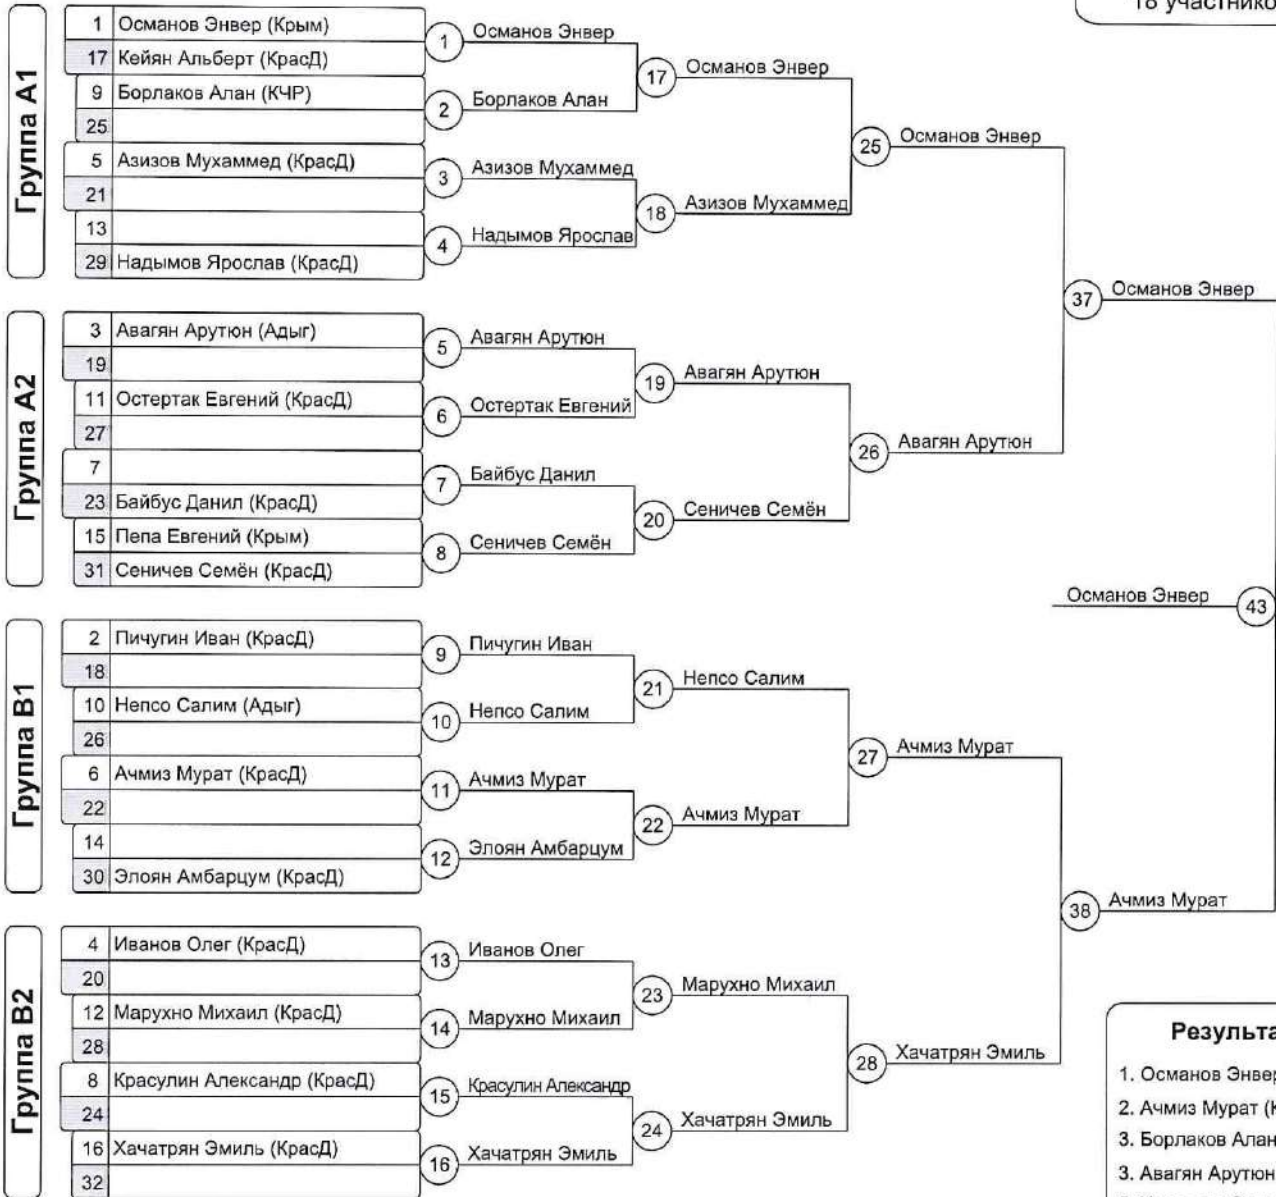 18 участнико
Группа А1
1 Османов Энвер (Крым)
17 Кейян Альберт (КрасД)
9 Борлаков Алан (КЧР)
25
5 Азизов Мухаммед (КрасД)
21
13
29 Надымов Ярослав (КрасД)
1 Османов Энвер
2 Борлаков Алан
3 Азизов Мухаммед
4 Надымов Ярослав
17 Османов Энвер
18 Азизов Мухаммед
25 Османов Энвер
Группа А2
3 Авагян Арутюн (Адыг)
19
11 Остертак Евгений (КрасД)
27
7
23 Байбус Данил (КрасД)
15 Пепа Евгений (Крым)
31 Сеничев Семён (КрасД)
5 Авагян Арутюн
6 Остертак Евгений
7 Байбус Данил
8 Сеничев Семён
19 Авагян Арутюн
20 Сеничев Семён
26 Авагян Арутюн
37 Османов Энвер
Группа В1
2 Пичугин Иван (КрасД)
18
10 Непсо Салим (Адыг)
26
6 Ачмиз Мурат (КрасД)
22
14
30 Элоян Амбарцум (КрасД)
9 Пичугин Иван
10 Непсо Салим
11 Ачмиз Мурат
12 Элоян Амбарцум
21 Непсо Салим
22 Ачмиз Мурат
27 Ачмиз Мурат
Группа В2
4 Иванов Олег (КрасД)
20
12 Марухно Михаил (КрасД)
28
8 Красулин Александр (КрасД)
24
16 Хачатрян Эмиль (КрасД)
32
13 Иванов Олег
14 Марухно Михаил
15 Красулин Александр
16 Хачатрян Эмиль
23 Марухно Михаил
24 Хачатрян Эмиль
28 Хачатрян Эмиль
38 Ачмиз Мурат
Османов Энвер 43
Результа
1. Османов Энвер
2. Ачмиз Мурат (К
3. Борлаков Алан
3. Авагян Арутюн